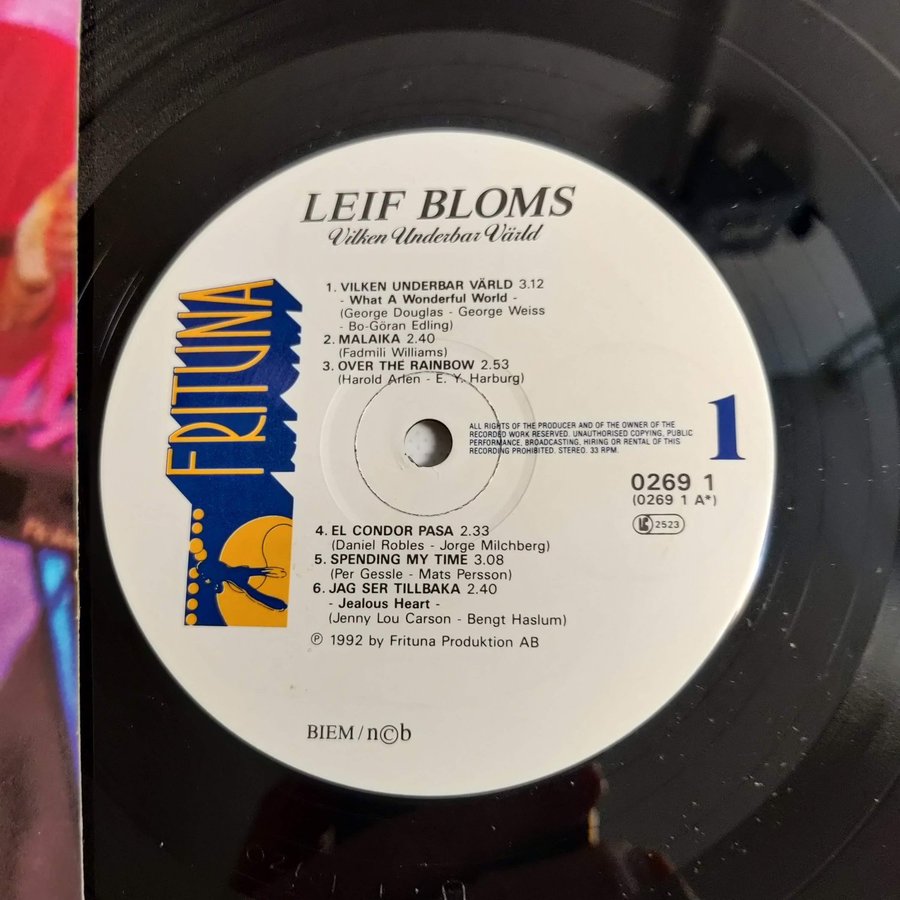 LEIF BLOMS
Vilken Underbar Värld
1. VILKEN UNDERBAR VÄRLD 3.12
- What A Wonderful World -
(George Douglas - George Weiss
- Bo-Göran Edling)
2. MALAIKA 2.40
(Fadmili Williams)
3. OVER THE RAINBOW 2.53
(Harold Arlen - E. Y. Harburg)
FRITUNA
ALL RIGHTS OF THE PRODUCER AND OF THE OWNER OF THE
RECORDED WORK RESERVED. UNAUTHORISED COPYING, PUBLIC
PERFORMANCE, BROADCASTING, HIRING OR RENTAL OF THIS
RECORDING PROHIBITED. STEREO. 33 RPM.
1
0269 1
(0269 1 A*)
LC 2523
4. EL CONDOR PASA 2.33
(Daniel Robles - Jorge Milchberg)
5. SPENDING MY TIME 3.08
(Per Gessle - Mats Persson)
6. JAG SER TILLBAKA 2.40
- Jealous Heart -
(Jenny Lou Carson - Bengt Haslum)
Ⓟ 1992 by Frituna Produktion AB
BIEM / n©b